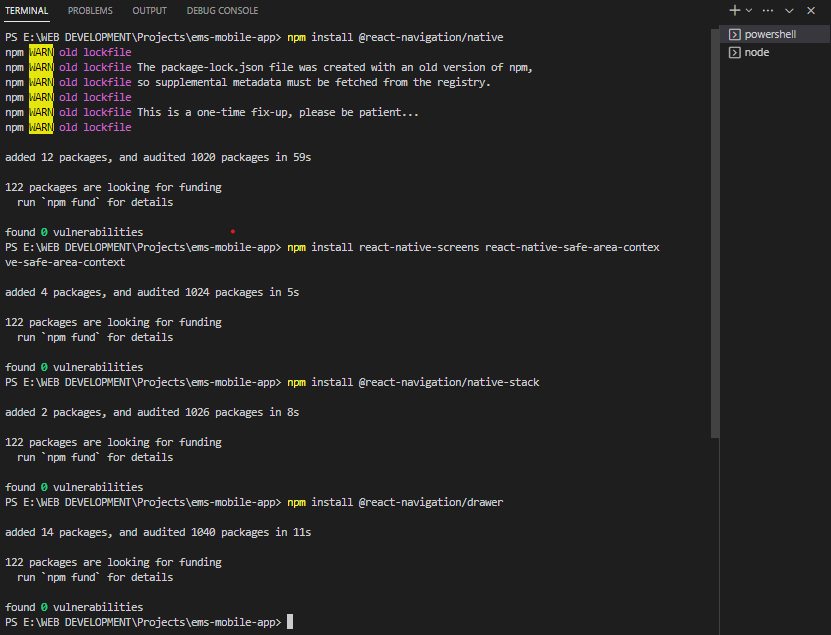 TERMINAL PROBLEMS OUTPUT DEBUG CONSOLE
powershell
node
PS E:\WEB DEVELOPMENT\Projects\ems-mobile-app> npm install @react-navigation/native
npm WARN old lockfile
npm WARN old lockfile The package-lock.json file was created with an old version of npm,
npm WARN old lockfile so supplemental metadata must be fetched from the registry.
npm WARN old lockfile
npm WARN old lockfile This is a one-time fix-up, please be patient...
npm WARN old lockfile
added 12 packages, and audited 1020 packages in 59s
122 packages are looking for funding
run `npm fund` for details
found 0 vulnerabilities
PS E:\WEB DEVELOPMENT\Projects\ems-mobile-app> npm install react-native-screens react-native-safe-area-contex
ve-safe-area-context
added 4 packages, and audited 1024 packages in 5s
122 packages are looking for funding
run `npm fund` for details
found 0 vulnerabilities
PS E:\WEB DEVELOPMENT\Projects\ems-mobile-app> npm install @react-navigation/native-stack
added 2 packages, and audited 1026 packages in 8s
122 packages are looking for funding
run `npm fund` for details
found 0 vulnerabilities
PS E:\WEB DEVELOPMENT\Projects\ems-mobile-app> npm install @react-navigation/drawer
added 14 packages, and audited 1040 packages in 11s
122 packages are looking for funding
run `npm fund` for details
found 0 vulnerabilities
PS E:\WEB DEVELOPMENT\Projects\ems-mobile-app>